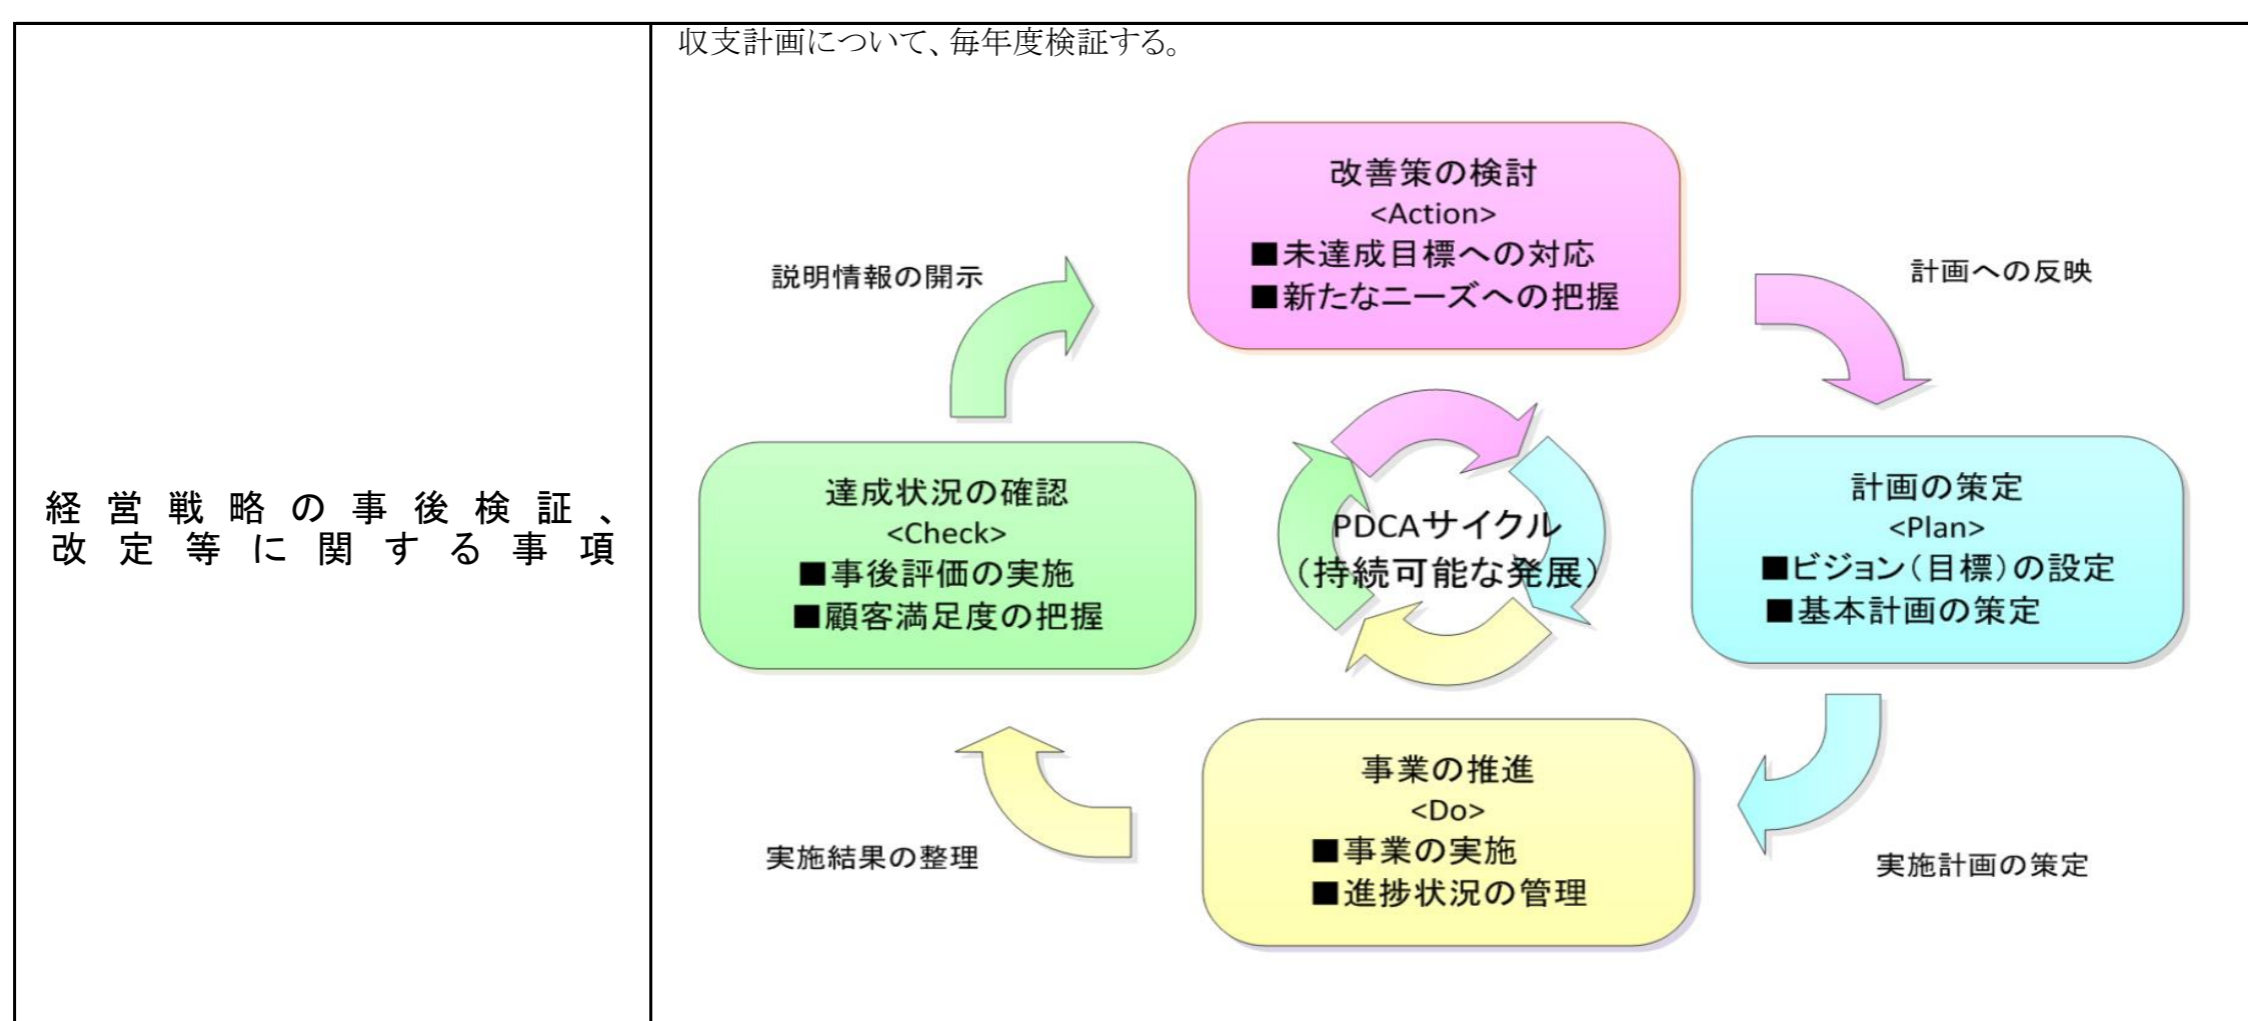 経営戦略の事後検証、
改定等に関する事項
収支計画について、毎年度検証する。
改善策の検討
<Action>
■未達成目標への対応
■新たなニーズへの把握
説明情報の開示
計画への反映
達成状況の確認
<Check>
■事後評価の実施
■顧客満足度の把握
PDCAサイクル
（持続可能な発展）
計画の策定
<Plan>
■ビジョン（目標）の設定
■基本計画の策定
事業の推進
<Do>
■事業の実施
■進捗状況の管理
実施結果の整理
実施計画の策定